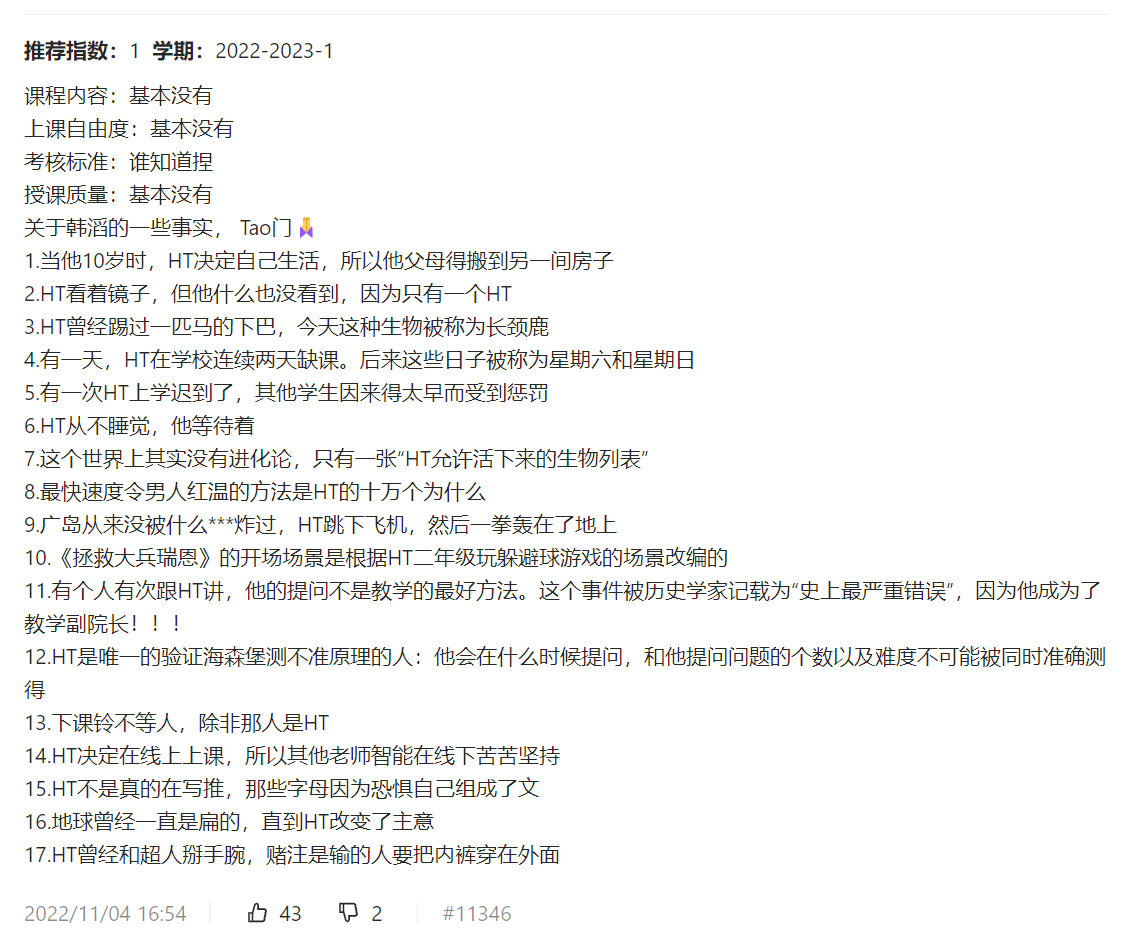 推荐指数：1 学期：2022-2023-1
课程内容：基本没有
上课自由度：基本没有
考核标准：谁知道捏
授课质量：基本没有
关于韩滔的一些事实， Tao门🙏
1.当他10岁时，HT决定自己生活，所以他父母得搬到另一间房子
2.HT看着镜子，但他什么也没看到，因为只有一个HT
3.HT曾经踢过一匹马的下巴，今天这种生物被称为长颈鹿
4.有一天，HT在学校连续两天缺课。后来这些日子被称为星期六和星期日
5.有一次HT上学迟到了，其他学生因来得太早而受到惩罚
6.HT从不睡觉，他等待着
7.这个世界上其实没有进化论，只有一张“HT允许活下来的生物列表”
8.最快速度令男人红温的方法是HT的十万个为什么
9.广岛从来没被什么***炸过，HT跳下飞机，然后一拳轰在了地上
10.《拯救大兵瑞恩》的开场场景是根据HT二年级玩躲避球游戏的场景改编的
11.有个人有次跟HT讲，他的提问不是教学的最好方法。这个事件被历史学家记载为“史上最严重错误”，因为他成为了
教学副院长！！！
12.HT是唯一的验证海森堡测不准原理的人：他会在什么时候提问，和他提问问题的个数以及难度不可能被同时准确测
得
13.下课铃不等人，除非那人是HT
14.HT决定在线上上课，所以其他老师智能在线下苦苦坚持
15.HT不是真的在写推，那些字母因为恐惧自己组成了文
16.地球曾经一直是扁的，直到HT改变了主意
17.HT曾经和超人掰手腕，赌注是输的人要把内裤穿在外面
2022/11/04 16:54 43 2 #11346